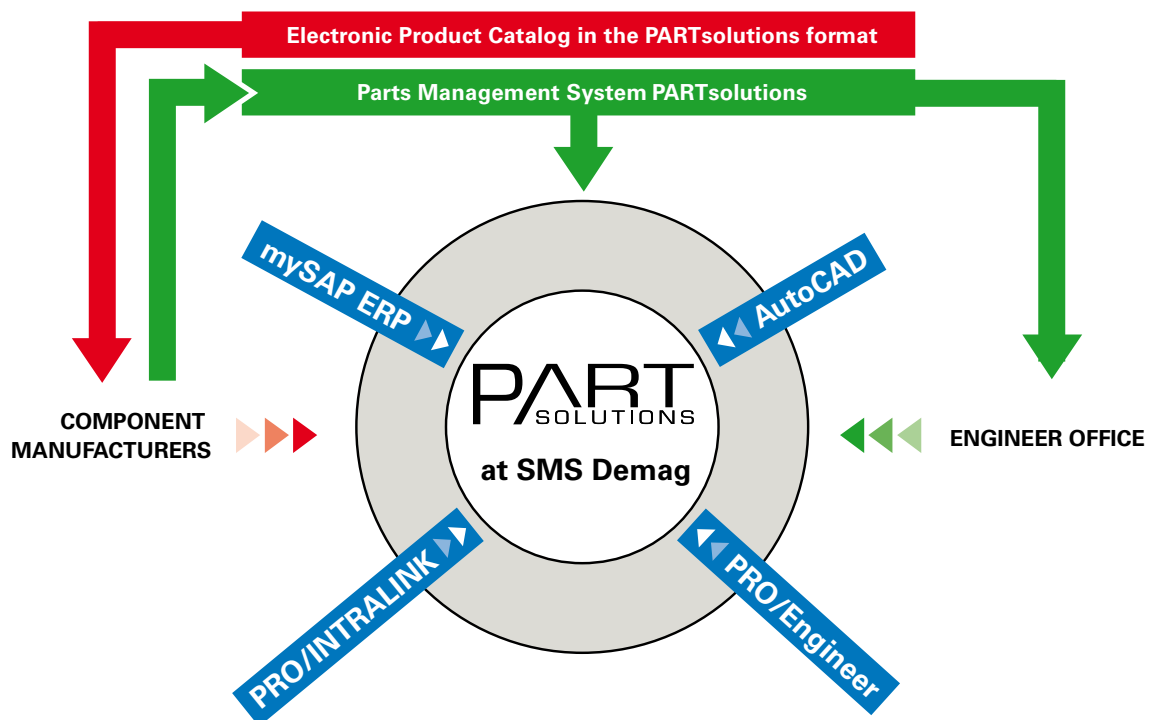 Electronic Product Catalog in the PARTsolutions format
Parts Management System PARTsolutions
mySAP ERP
AutoCAD
PART
SOLUTIONS
at SMS Demag
COMPONENT
MANUFACTURERS
ENGINEER OFFICE
PRO/INTRALINK
PRO/Engineer